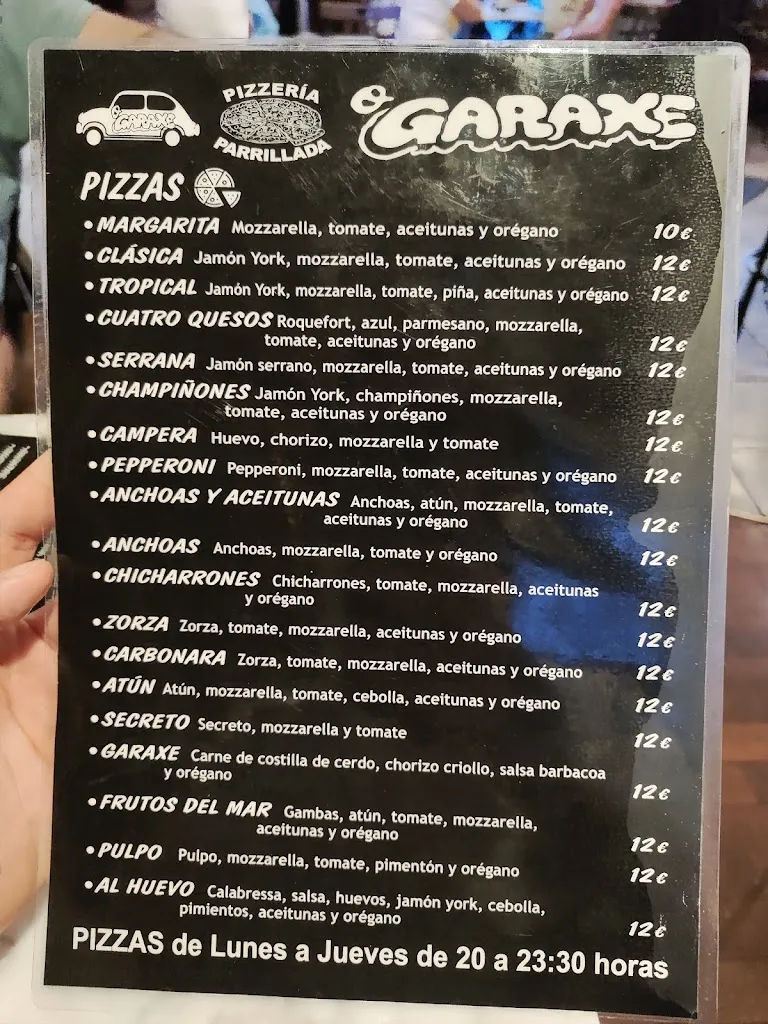 GARAXE
PIZZERÍA
PARRILLADA
O GARAXE
PIZZAS
• MARGARITA Mozzarella, tomate, aceitunas y orégano 10€
• CLÁSICA Jamón York, mozzarella, tomate, aceitunas y orégano 12€
• TROPICAL Jamón York, mozzarella, tomate, piña, aceitunas y orégano 12€
• CUATRO QUESOS Roquefort, azul, parmesano, mozzarella,
tomate, aceitunas y orégano 12€
• SERRANA Jamón serrano, mozzarella, tomate, aceitunas y orégano 12€
• CHAMPIÑONES Jamón York, champiñones, mozzarella,
tomate, aceitunas y orégano 12€
• CAMPERA Huevo, chorizo, mozzarella y tomate 12€
• PEPPERONI Pepperoni, mozzarella, tomate, aceitunas y orégano 12€
• ANCHOAS Y ACEITUNAS Anchoas, atún, mozzarella, tomate,
aceitunas y orégano 12€
• ANCHOAS Anchoas, mozzarella, tomate y orégano 12€
• CHICHARRONES Chicharrones, tomate, mozzarella, aceitunas
y orégano 12€
• ZORZA Zorza, tomate, mozzarella, aceitunas y orégano 12€
• CARBONARA Zorza, tomate, mozzarella, aceitunas y orégano 12€
• ATÚN Atún, mozzarella, tomate, cebolla, aceitunas y orégano 12€
• SECRETO Secreto, mozzarella y tomate 12€
• GARAXE Carne de costilla de cerdo, chorizo criollo, salsa barbacoa
y orégano 12€
• FRUTOS DEL MAR Gambas, atún, tomate, mozzarella,
aceitunas y orégano 12€
• PULPO Pulpo, mozzarella, tomate, pimentón y orégano 12€
• AL HUEVO Calabressa, salsa, huevos, jamón york, cebolla,
pimientos, aceitunas y orégano 12€
PIZZAS de Lunes a Jueves de 20 a 23:30 horas